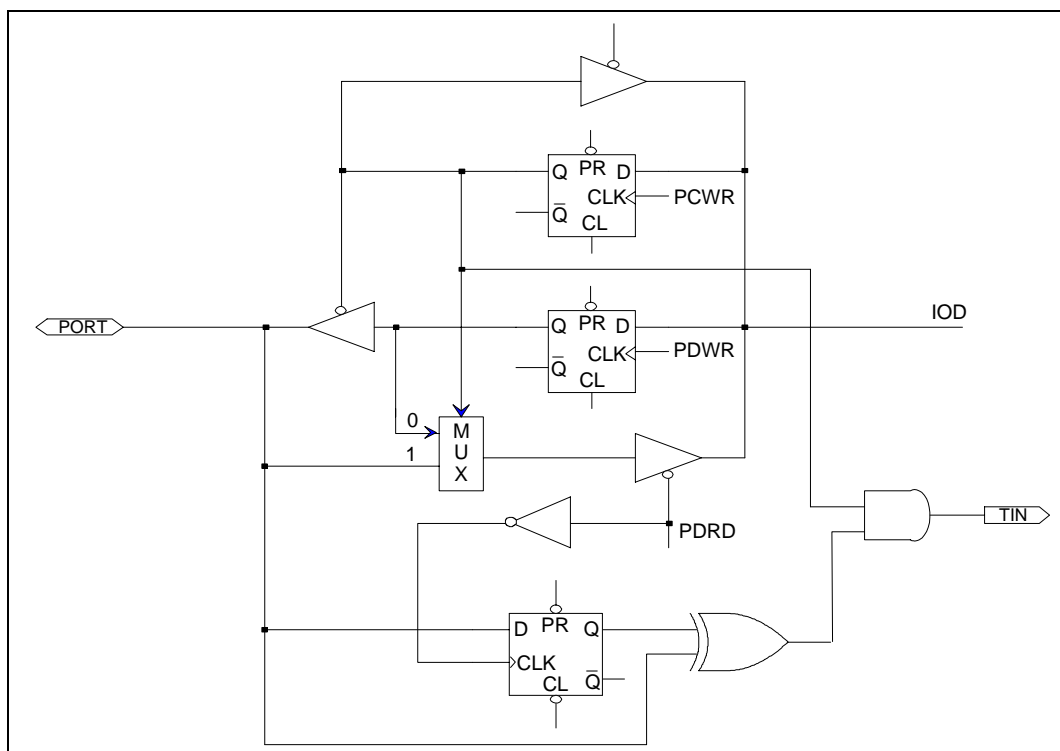 Q PR D
CLK PCWR
Q̅
CL
PORT
IOD
Q PR D
CLK PDWR
Q̅
CL
0
1
M
U
X
PDRD
TIN
D PR Q
CLK
CL Q̅